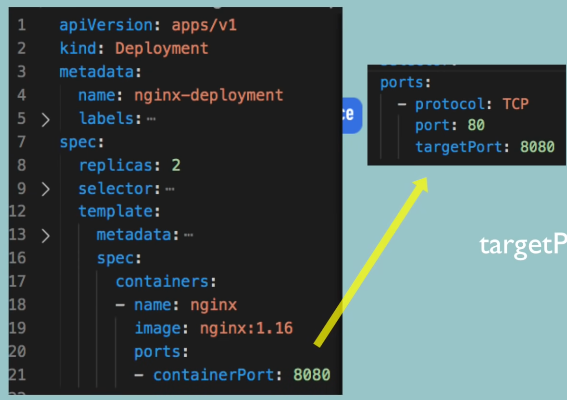 1 apiVersion: apps/v1
2 kind: Deployment
3 metadata:
4 name: nginx-deployment
5 > labels: ⋯
7 spec:
8 replicas: 2
9 > selector: ⋯
12 template:
13 > metadata: ⋯
16 spec:
17 containers:
18 - name: nginx
19 image: nginx:1.16
20 ports:
21 - containerPort: 8080
ce
ports:
- protocol: TCP
port: 80
targetPort: 8080
targetP